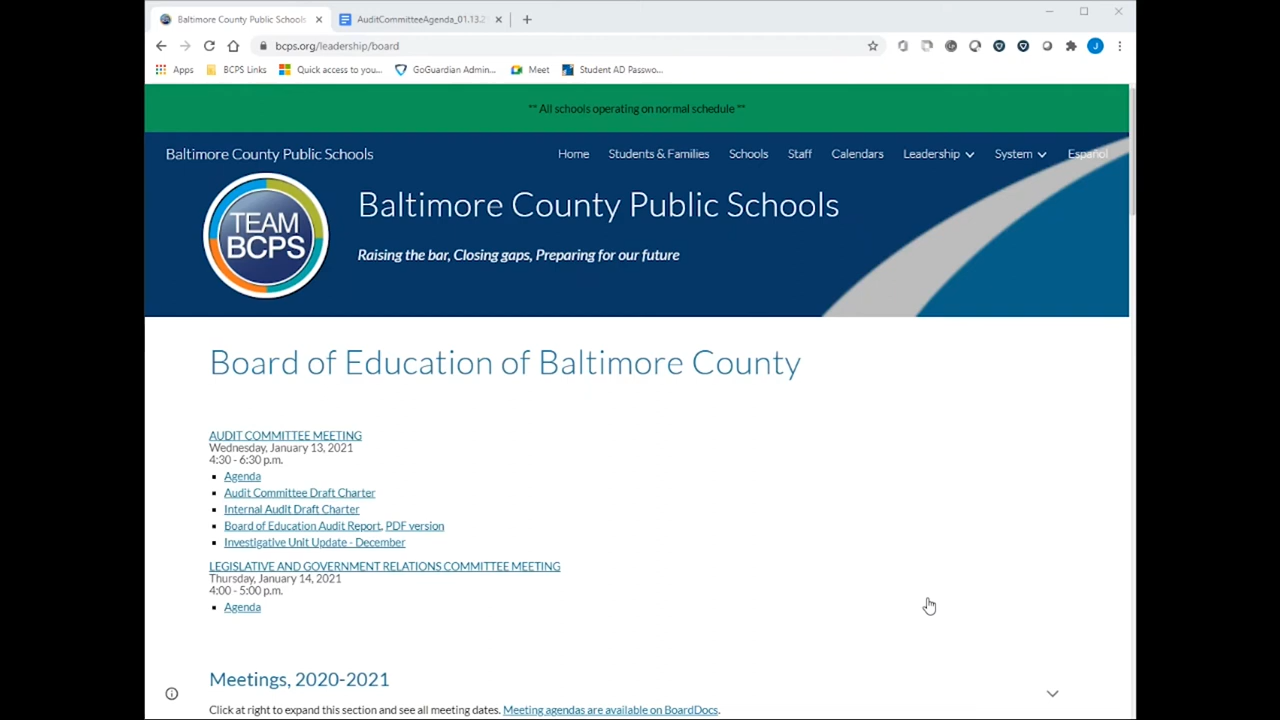 Baltimore County Public Schools
AuditCommitteeAgenda_01.13.2
bcps.org/leadership/board
Apps
BCPS Links
Quick access to you...
GoGuardian Admin...
Meet
Student AD Passwo...
** All schools operating on normal schedule **
Baltimore County Public Schools
Home
Students & Families
Schools
Staff
Calendars
Leadership
System
Español
TEAM
BCPS
Baltimore County Public Schools
Raising the bar, Closing gaps, Preparing for our future
Board of Education of Baltimore County
AUDIT COMMITTEE MEETING
Wednesday, January 13, 2021
4:30 - 6:30 p.m.
Agenda
Audit Committee Draft Charter
Internal Audit Draft Charter
Board of Education Audit Report, PDF version
Investigative Unit Update - December
LEGISLATIVE AND GOVERNMENT RELATIONS COMMITTEE MEETING
Thursday, January 14, 2021
4:00 - 5:00 p.m.
Agenda
Meetings, 2020-2021
Click at right to expand this section and see all meeting dates. Meeting agendas are available on BoardDocs.